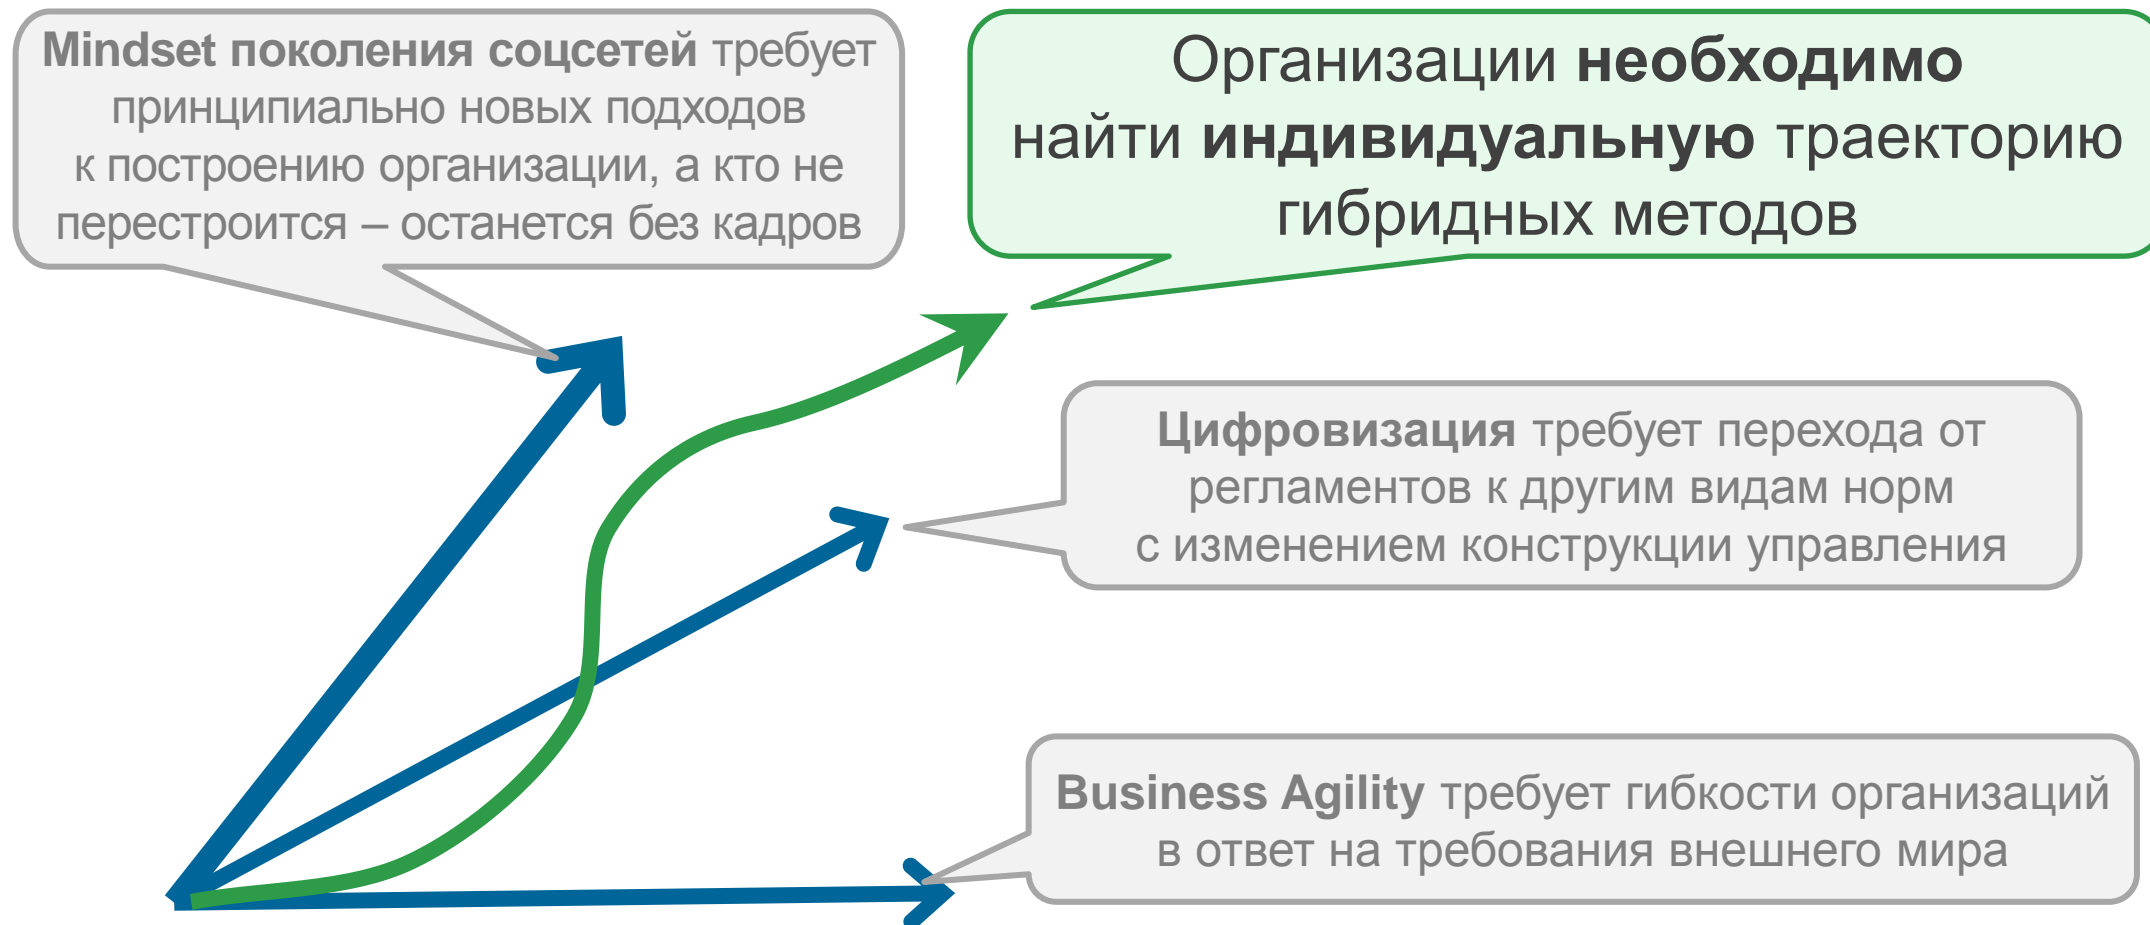 Mindset поколения соцсетей требует
принципиально новых подходов
к построению организации, а кто не
перестроится – останется без кадров
Организации необходимо
найти индивидуальную траекторию
гибридных методов
Цифровизация требует перехода от
регламентов к другим видам норм
с изменением конструкции управления
Business Agility требует гибкости организаций
в ответ на требования внешнего мира